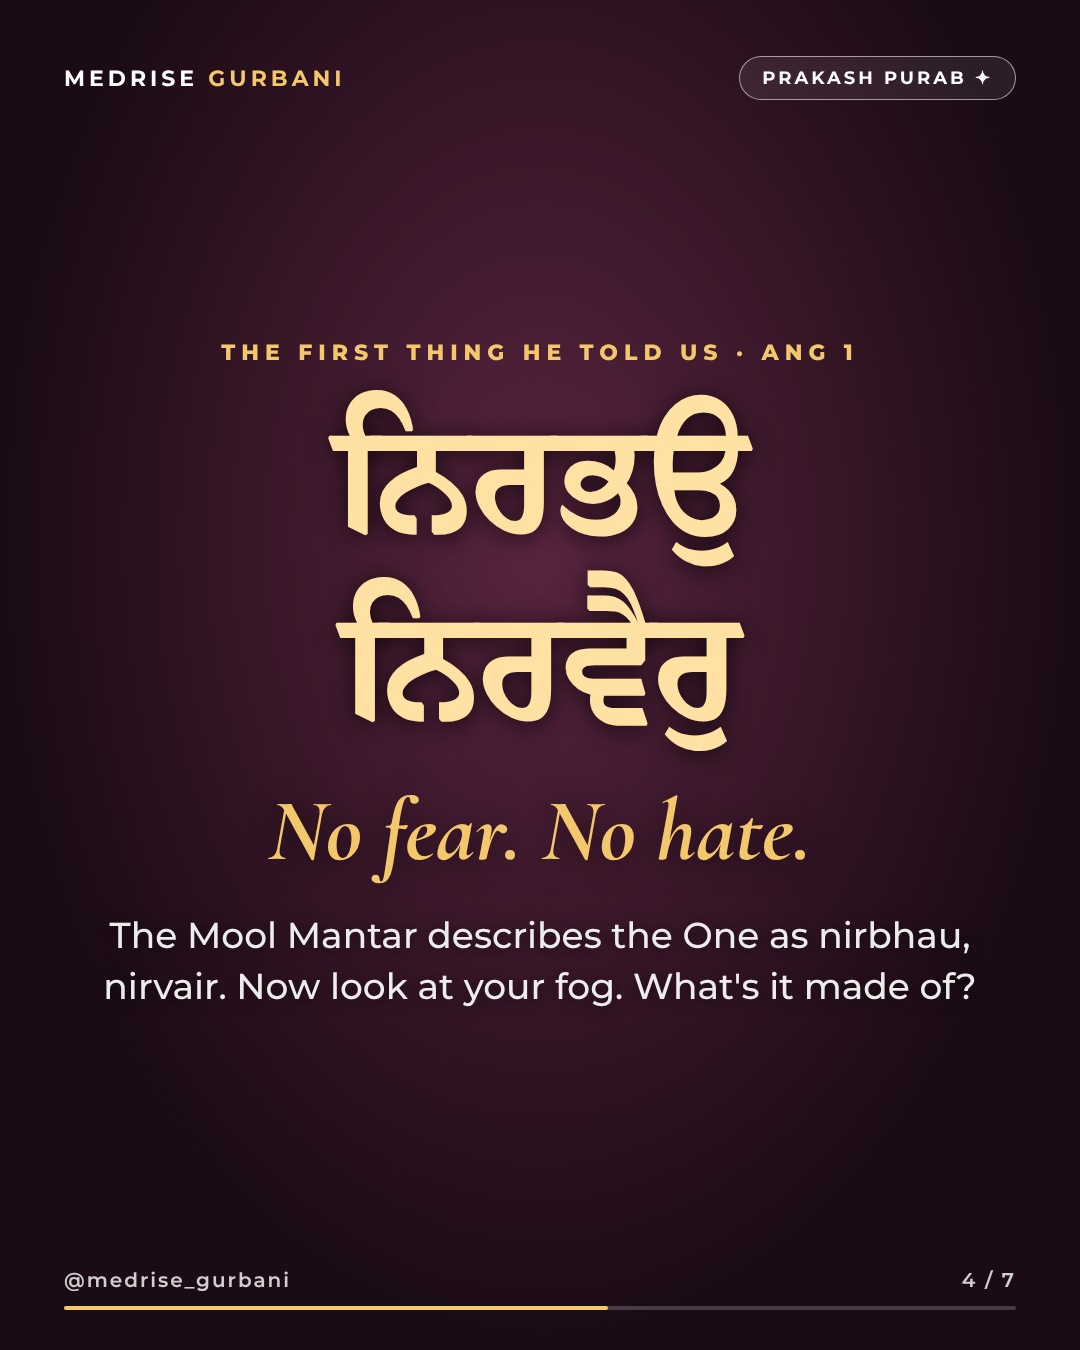 MEDRISE GURBANI
PRAKASH PURAB ✦
THE FIRST THING HE TOLD US · ANG 1
ਨਿਰਭਉ
ਨਿਰਵੈਰੁ
No fear. No hate.
The Mool Mantar describes the One as nirbhau,
nirvair. Now look at your fog. What's it made of?
@medrise_gurbani
4 / 7